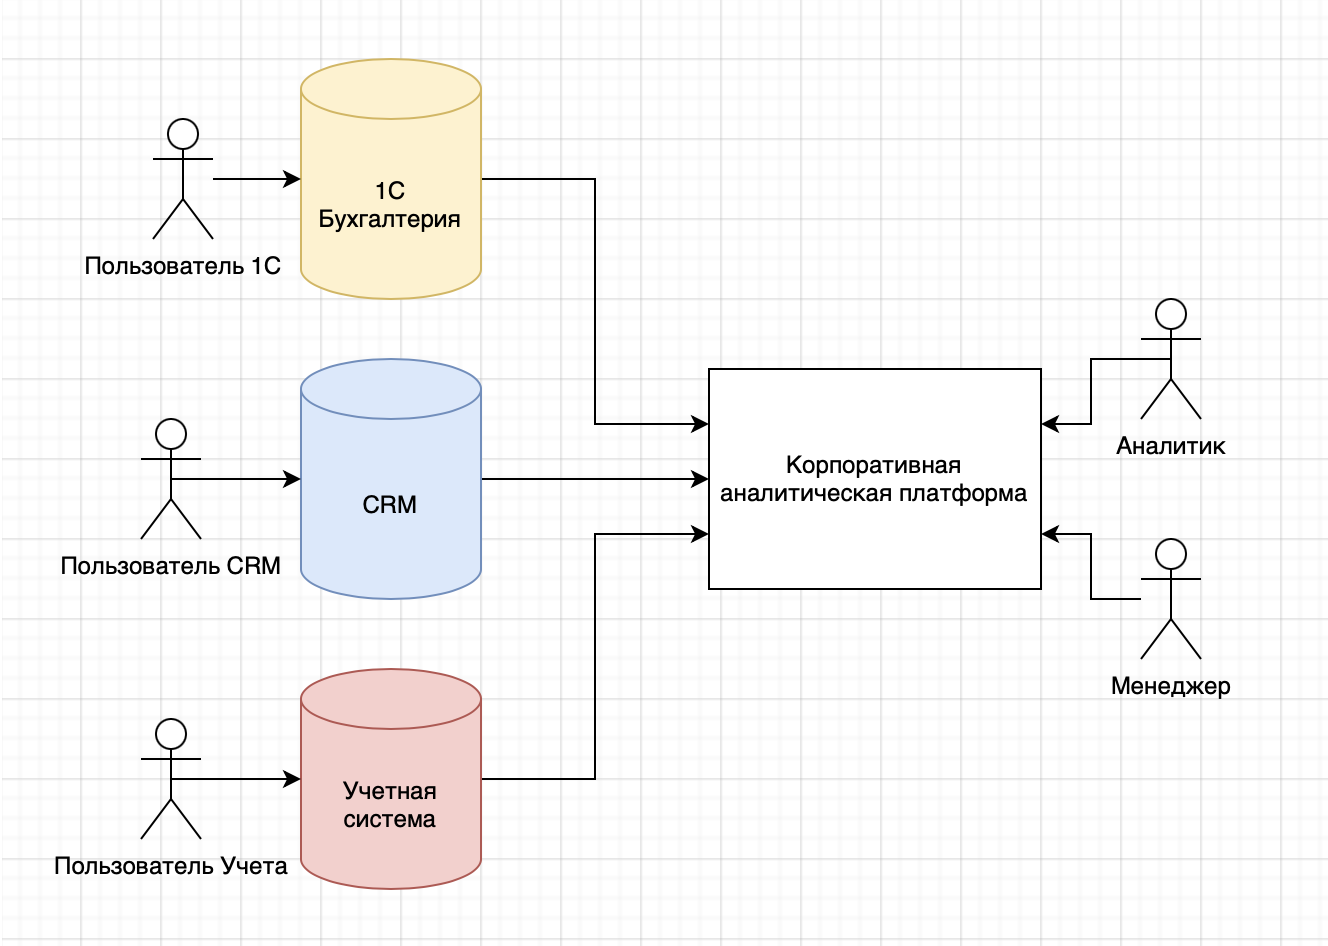 1С
Бухгалтерия
Пользователь 1С
CRM
Пользователь CRM
Учетная
система
Пользователь Учета
Корпоративная
аналитическая платформа
Аналитик
Менеджер